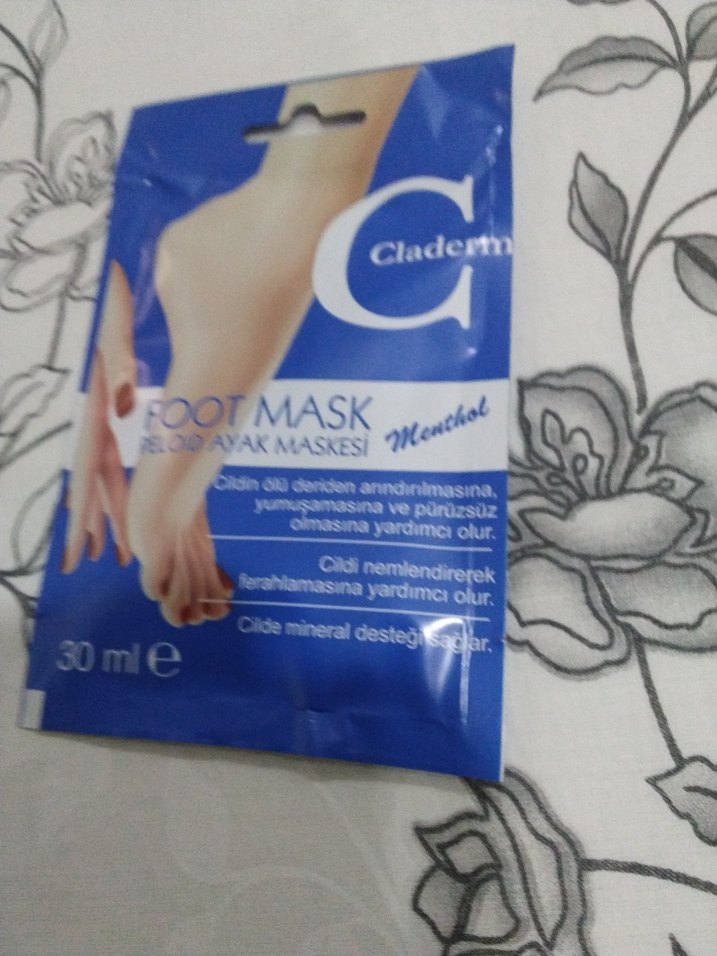 C
Claderm
FOOT MASK
PELOID AYAK MASKESİ
Menthol
Cildin ölü deriden arındırılmasına,
yumuşamasına ve pürüzsüz
olmasına yardımcı olur.
Cildi nemlendirerek
ferahlamasına yardımcı olur.
Cilde mineral desteği sağlar.
30 ml e